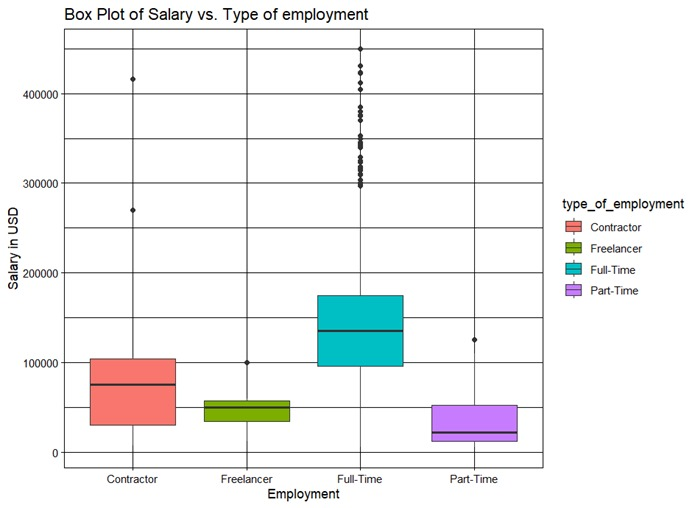 Box Plot of Salary vs. Type of employment
400000
300000
200000
100000
0
Salary in USD
Contractor
Freelancer
Full-Time
Part-Time
Employment
type_of_employment
Contractor
Freelancer
Full-Time
Part-Time